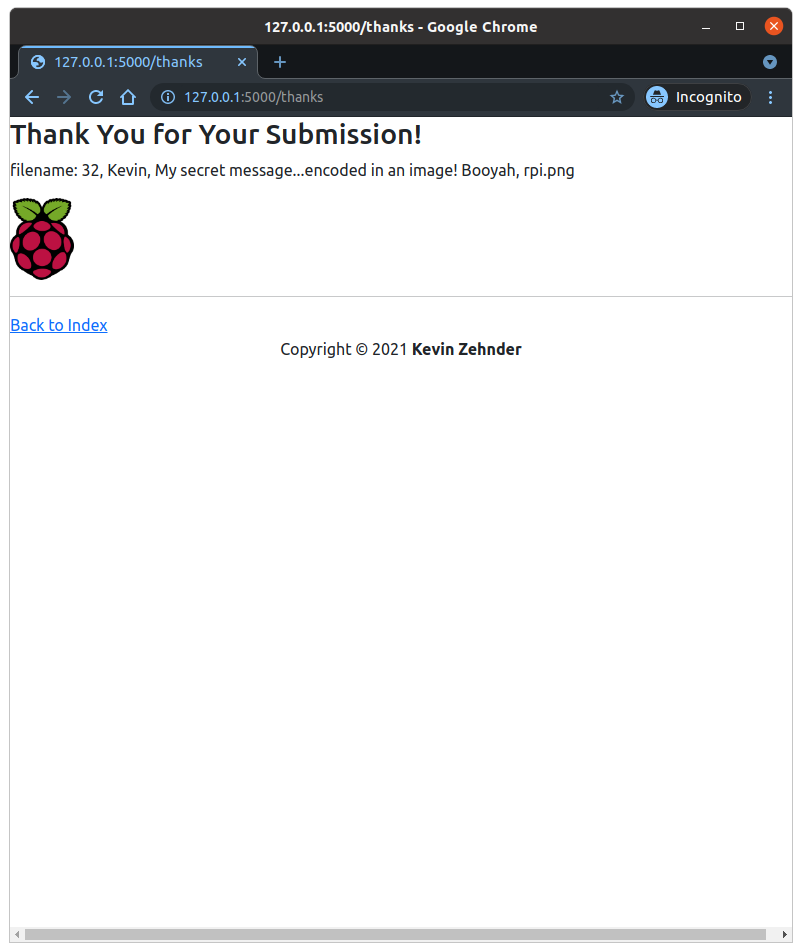 127.0.0.1:5000/thanks - Google Chrome
127.0.0.1:5000/thanks
127.0.0.1:5000/thanks Incognito
Thank You for Your Submission!
filename: 32, Kevin, My secret message...encoded in an image! Booyah, rpi.png
Back to Index
Copyright © 2021 Kevin Zehnder